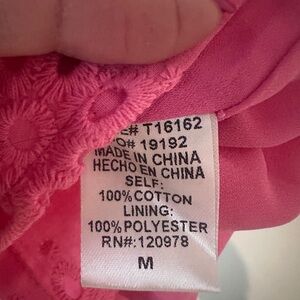 E# T16162
O# 19192
MADE IN CHINA
HECHO EN CHINA
SELF:
100%COTTON
LINING:
100%POLYESTER
RN#:120978
M